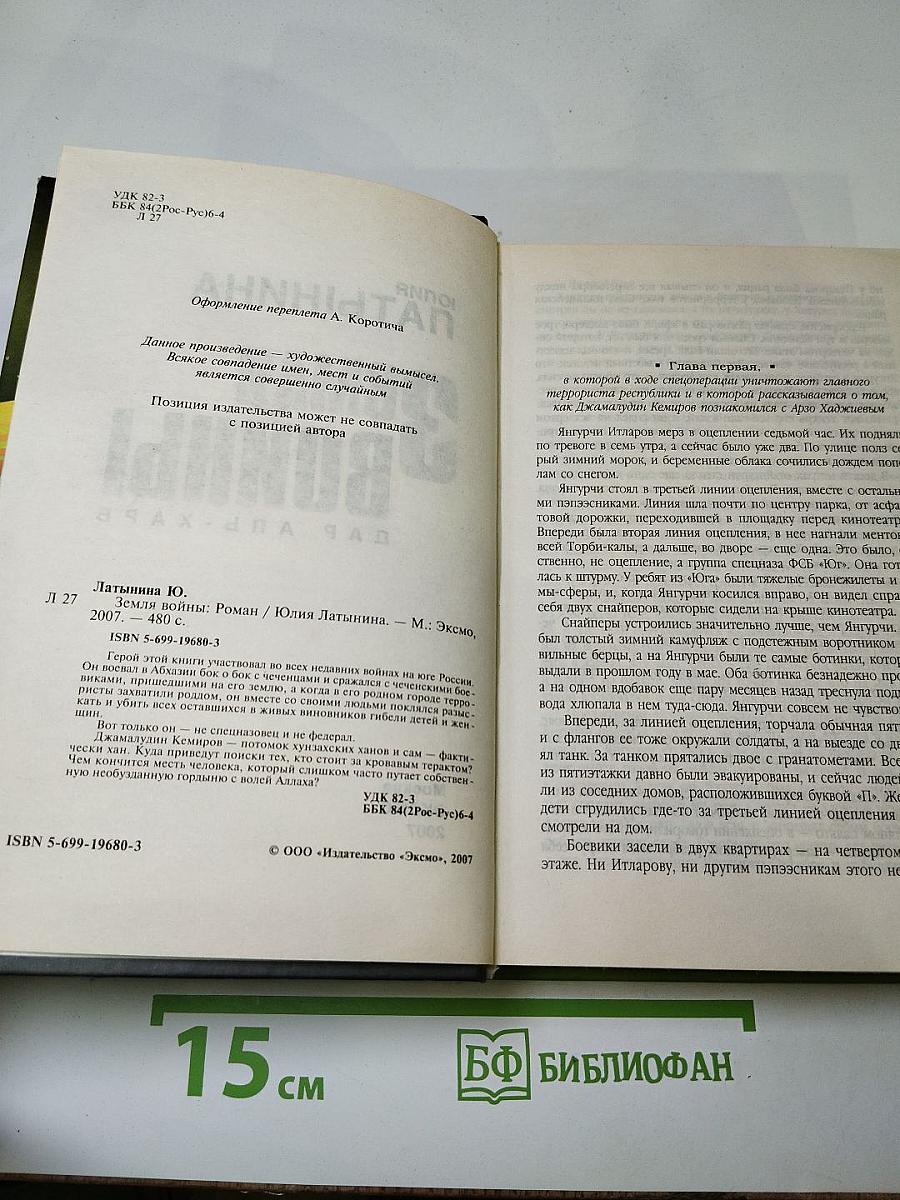 УДК 82-3
ББК 84(2Рос-Рус)6-4
Л 27
Оформление переплета А. Коротича
Данное произведение — художественный вымысел.
Всякое совпадение имен, мест и событий
является совершенно случайным
Позиция издательства может не совпадать
с позицией автора
Латынина Ю.
Л 27 Земля войны: Роман / Юлия Латынина. — М.: Эксмо,
2007. — 480 с.
ISBN 5-699-19680-3
Герой этой книги участвовал во всех недавних войнах на юге России.
Он воевал в Абхазии бок о бок с чеченцами и сражался с чеченскими бое-
виками, пришедшими на его землю, а когда в его родном городе терро-
ристы захватили роддом, он вместе со своими людьми поклялся разыс-
кать и убить всех оставшихся в живых виновников гибели детей и жен-
щин.
Вот только он — не спецназовец и не федерал.
Джамалудин Кемиров — потомок хунзахских ханов и сам — факти-
чески хан. Куда приведут поиски тех, кто стоит за кровавым терактом?
Чем кончится месть человека, который слишком часто путает собствен-
ную необузданную гордыню с волей Аллаха?
УДК 82-3
ББК 84(2Рос-Рус)6-4
ISBN 5-699-19680-3
© ООО «Издательство «Эксмо», 2007
Глава первая,
в которой в ходе спецоперации уничтожают главного
террориста республики и в которой рассказывается о том,
как Джамалудин Кемиров познакомился с Арзо Хаджиевым
Янгурчи Итларов мерз в оцеплении седьмой час. Их подняли
по тревоге в семь утра, а сейчас было уже два. По улице полз се
рый зимний морок, и беременные облака сочились дождем попо
лам со снегом.
Янгурчи стоял в третьей линии оцепления, вместе с остальны
ми пэпээсниками. Линия шла почти по центру парка, от асфа
товой дорожки, переходившей в площадку перед кинотеатр
Впереди была вторая линия оцепления, в нее нагнали ментов
всей Торби-калы, а дальше, во дворе — еще одна. Это было,
ственно, не оцепление, а группа спецназа ФСБ «Юг». Она гото
лась к штурму. У ребят из «Юга» были тяжелые бронежилеты и
мы-сферы, и, когда Янгурчи косился вправо, он видел спра
себя двух снайперов, которые сидели на крыше кинотеатра.
Снайперы устроились значительно лучше, чем Янгурчи.
был толстый зимний камуфляж с подстежным воротником
вильные берцы, а на Янгурчи были те самые ботинки, котор
выдали в прошлом году в мае. Оба ботинка безнадежно про
а на одном вдобавок еще пару месяцев назад треснула под
вода хлюпала в нем туда-сюда. Янгурчи совсем не чувство
Впереди, за линией оцепления, торчала обычная пят
и с флангов ее тоже окружали солдаты, а на выезде со дв
ял танк. За танком прятались двое с гранатометами. Все
из пятиэтажки давно были эвакуированы, и сейчас людей
ли из соседних домов, расположившихся буквой «П». Же
дети сгрудились где-то за третьей линией оцепления
смотрели на дом.
Боевики засели в двух квартирах — на четвертом
этаже. Ни Итларову, ни другим пэпээсникам этого не
15 см
БФ БИБЛИОФАН